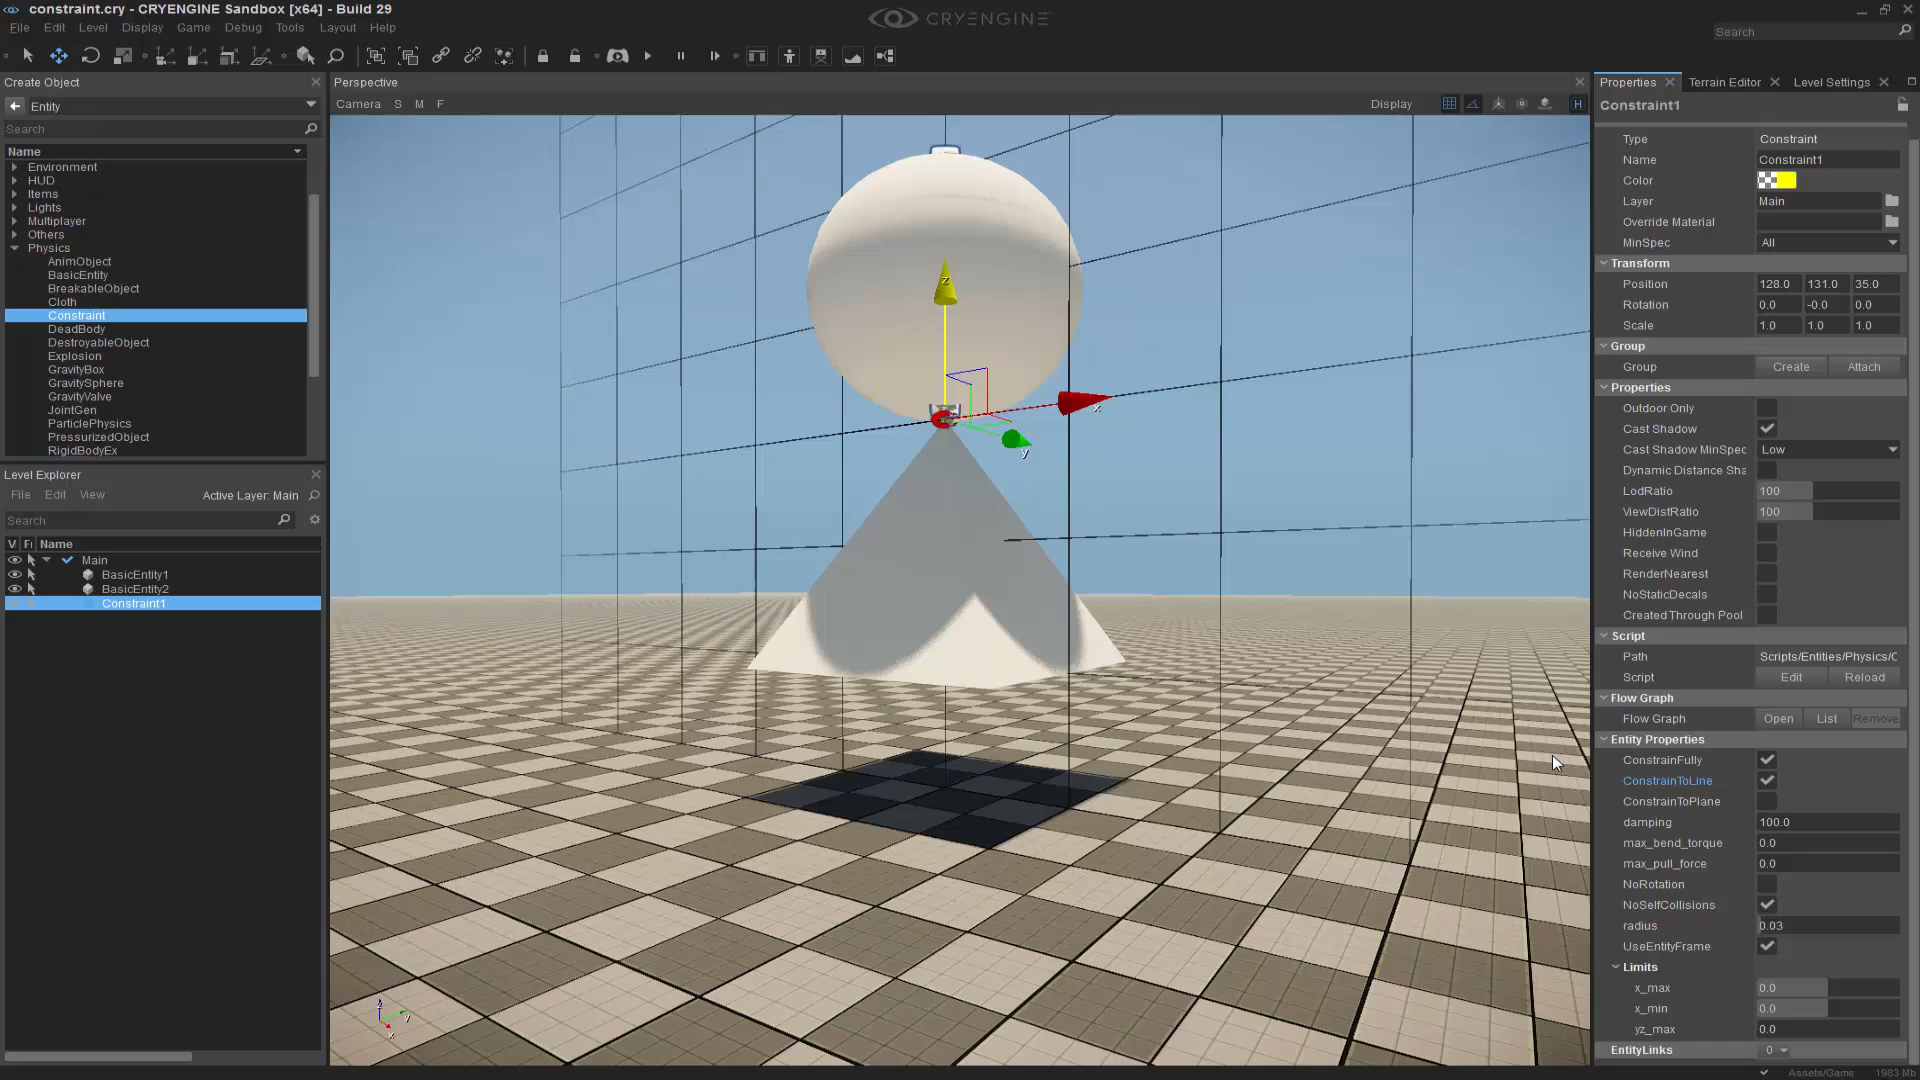 constraint.cry - CRYENGINE Sandbox [x64] - Build 29
CRYENGINE
File Edit Level Display Game Debug Tools Layout Help
Search
Create Object
Entity
Search
Name
Environment
HUD
Items
Lights
Multiplayer
Others
Physics
AnimObject
BasicEntity
BreakableObject
Cloth
Constraint
DeadBody
DestroyableObject
Explosion
GravityBox
GravitySphere
GravityValve
JointGen
ParticlePhysics
PressurizedObject
RigidBodyEx
Level Explorer
File Edit View Active Layer: Main
Search
V Name
Main
BasicEntity1
BasicEntity2
Constraint1
Perspective
Camera S M F Display H
z
x
y
z
y
x
Properties Terrain Editor Level Settings
Constraint1
Type Constraint
Name Constraint1
Color
Layer Main
Override Material
MinSpec All
Transform
Position 128.0 131.0 35.0
Rotation 0.0 -0.0 0.0
Scale 1.0 1.0 1.0
Group
Group Create Attach
Properties
Outdoor Only
Cast Shadow
Cast Shadow MinSpec Low
Dynamic Distance Sha
LodRatio 100
ViewDistRatio 100
HiddenInGame
Receive Wind
RenderNearest
NoStaticDecals
Created Through Pool
Script
Path Scripts/Entities/Physics/C
Script Edit Reload
Flow Graph
Flow Graph Open List Remove
Entity Properties
ConstrainFully
ConstrainToLine
ConstrainToPlane
damping 100.0
max_bend_torque 0.0
max_pull_force 0.0
NoRotation
NoSelfCollisions
radius 0.03
UseEntityFrame
Limits
x_max 0.0
x_min 0.0
yz_max 0.0
EntityLinks 0
Assets/Game 1983 Mb